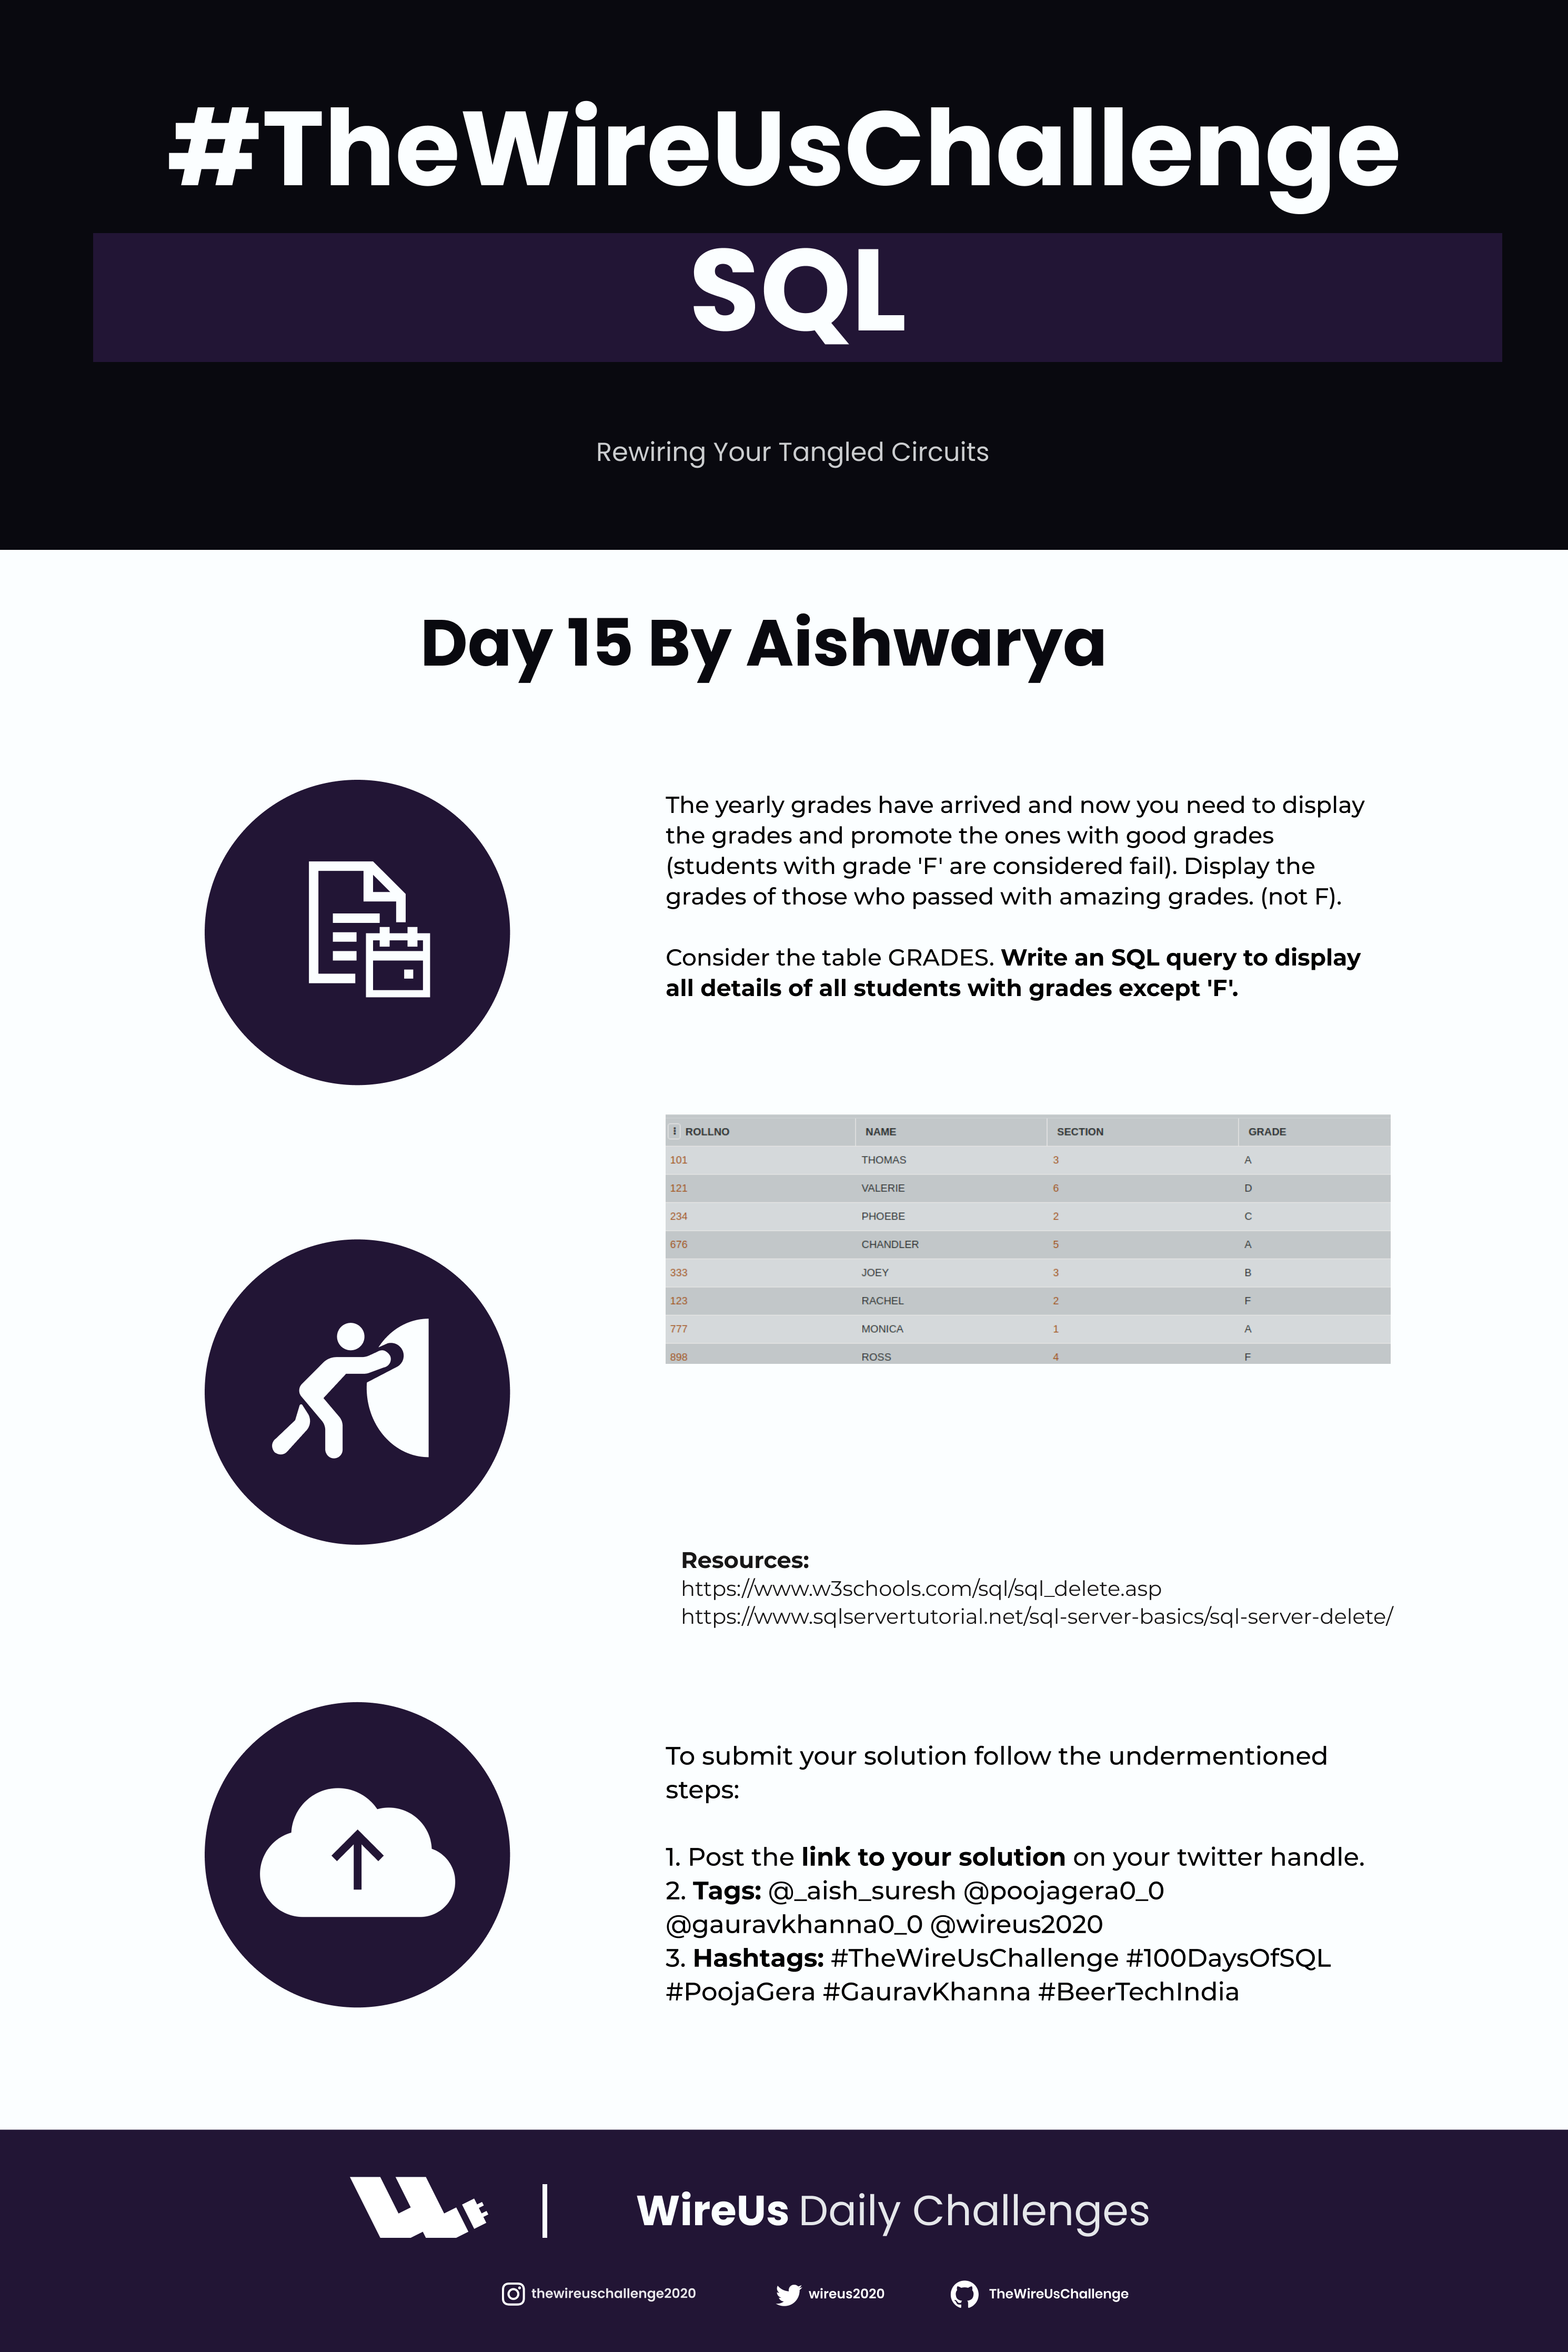 #TheWireUsChallenge
SQL
Rewiring Your Tangled Circuits
Day 15 By Aishwarya
The yearly grades have arrived and now you need to display
the grades and promote the ones with good grades
(students with grade 'F' are considered fail). Display the
grades of those who passed with amazing grades. (not F).
Consider the table GRADES. Write an SQL query to display
all details of all students with grades except 'F'.
ROLLNO NAME SECTION GRADE
101 THOMAS 3 A
121 VALERIE 6 D
234 PHOEBE 2 C
676 CHANDLER 5 A
333 JOEY 3 B
123 RACHEL 2 F
777 MONICA 1 A
898 ROSS 4 F
Resources:
https://www.w3schools.com/sql/sql_delete.asp
https://www.sqlservertutorial.net/sql-server-basics/sql-server-delete/
To submit your solution follow the undermentioned
steps:
1. Post the link to your solution on your twitter handle.
2. Tags: @_aish_suresh @poojagera0_0
@gauravkhanna0_0 @wireus2020
3. Hashtags: #TheWireUsChallenge #100DaysOfSQL
#PoojaGera #GauravKhanna #BeerTechIndia
WireUs Daily Challenges
thewireuschallenge2020 wireus2020 TheWireUsChallenge